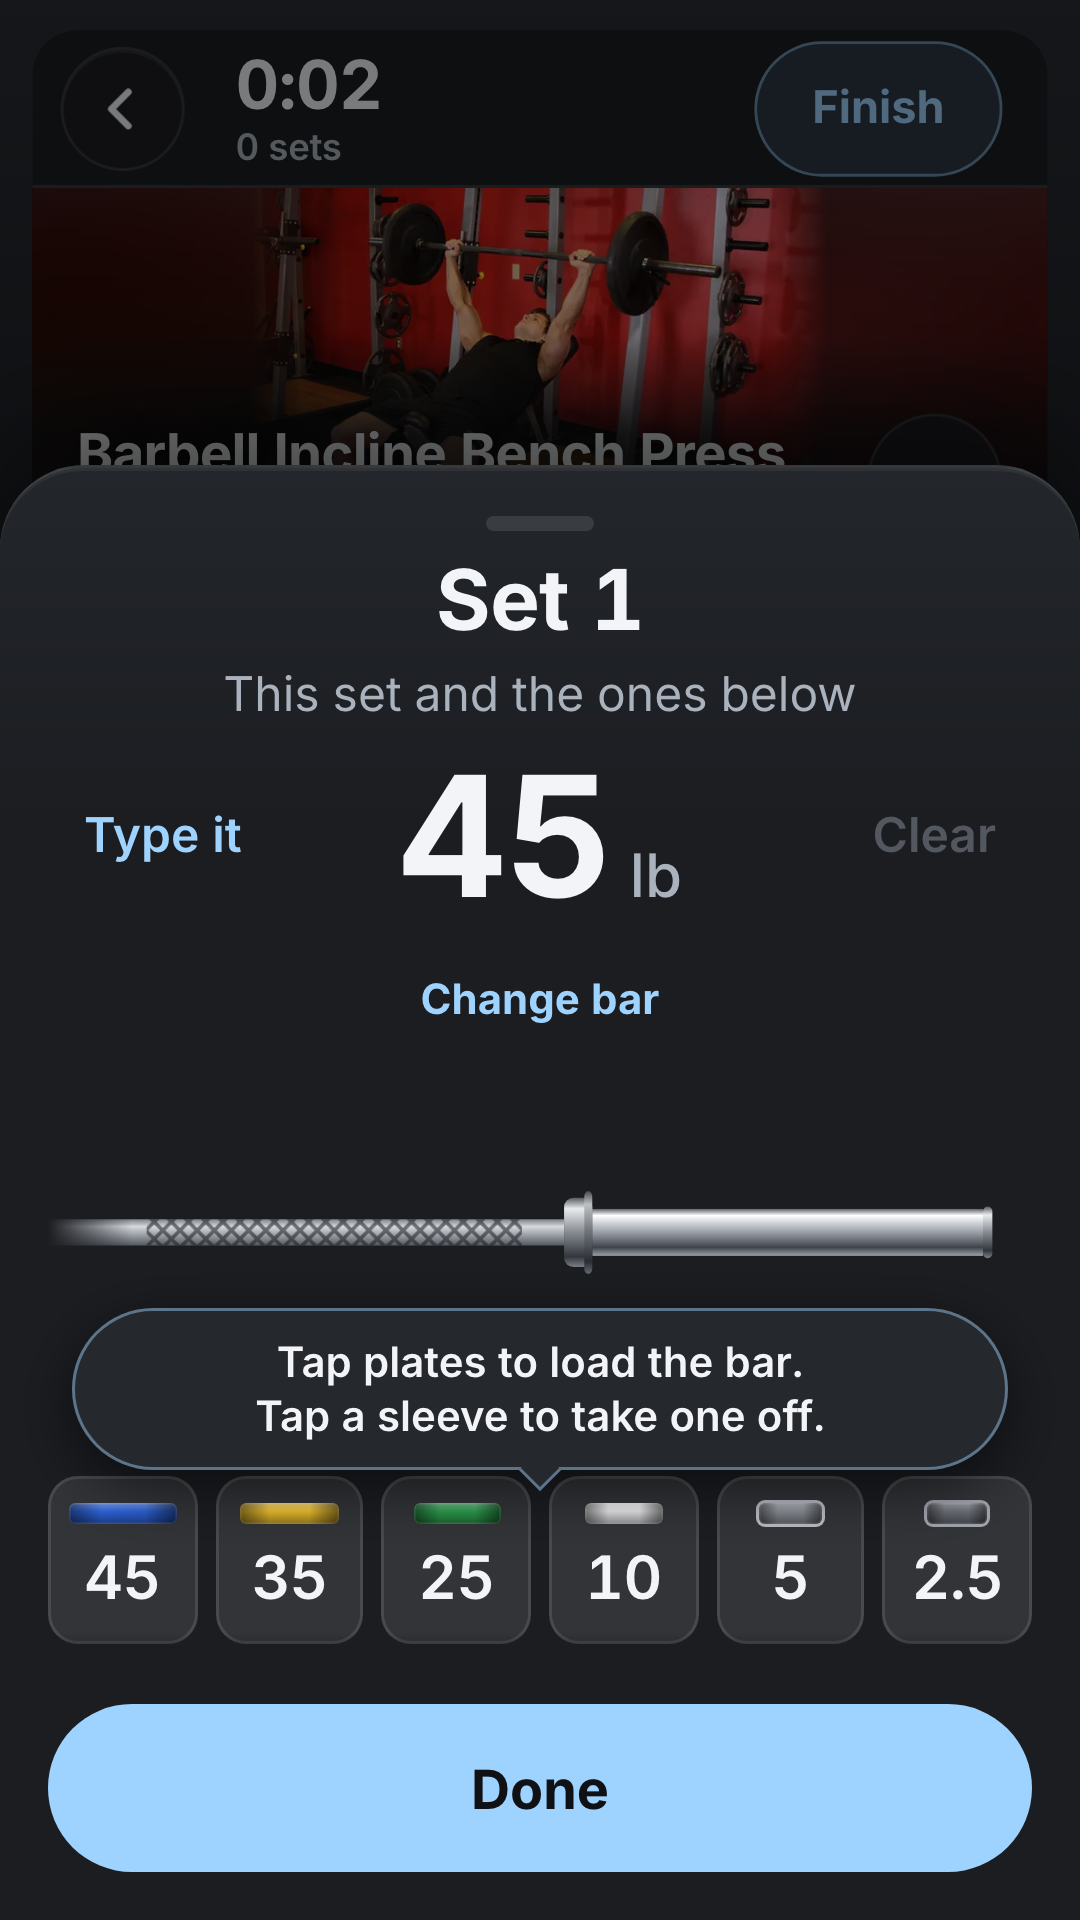 0:02
0 sets
Finish
Barbell Incline Bench Press
Set 1
This set and the ones below
Type it
45 lb
Clear
Change bar
Tap plates to load the bar.
Tap a sleeve to take one off.
45
35
25
10
5
2.5
Done